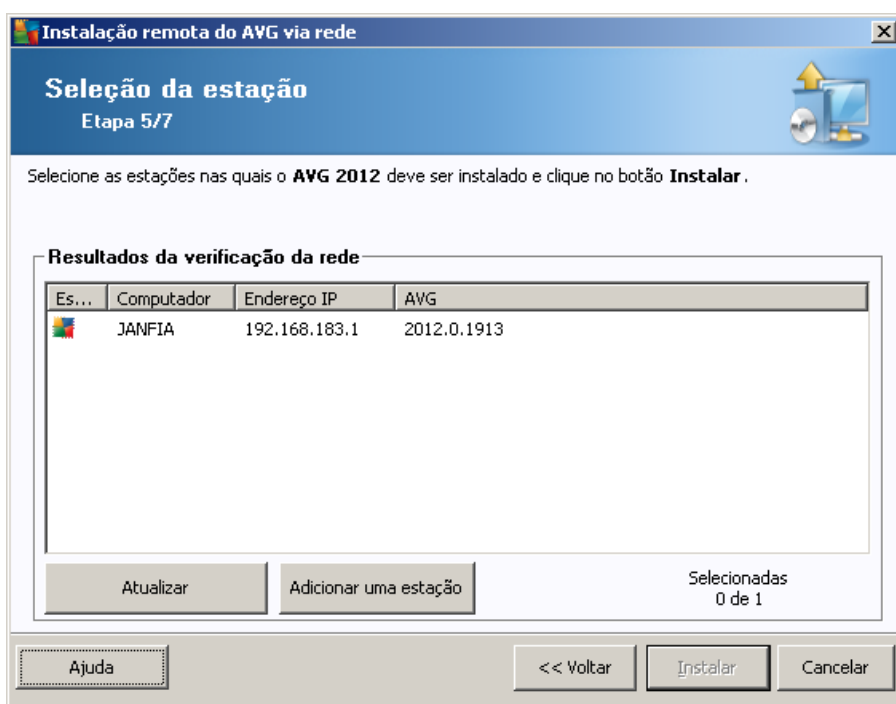 Instalação remota do AVG via rede
Seleção da estação
Etapa 5/7
Selecione as estações nas quais o AVG 2012 deve ser instalado e clique no botão Instalar.
Resultados da verificação da rede
Es... Computador Endereço IP AVG
JANFIA 192.168.183.1 2012.0.1913
Atualizar Adicionar uma estação Selecionadas
0 de 1
Ajuda << Voltar Instalar Cancelar